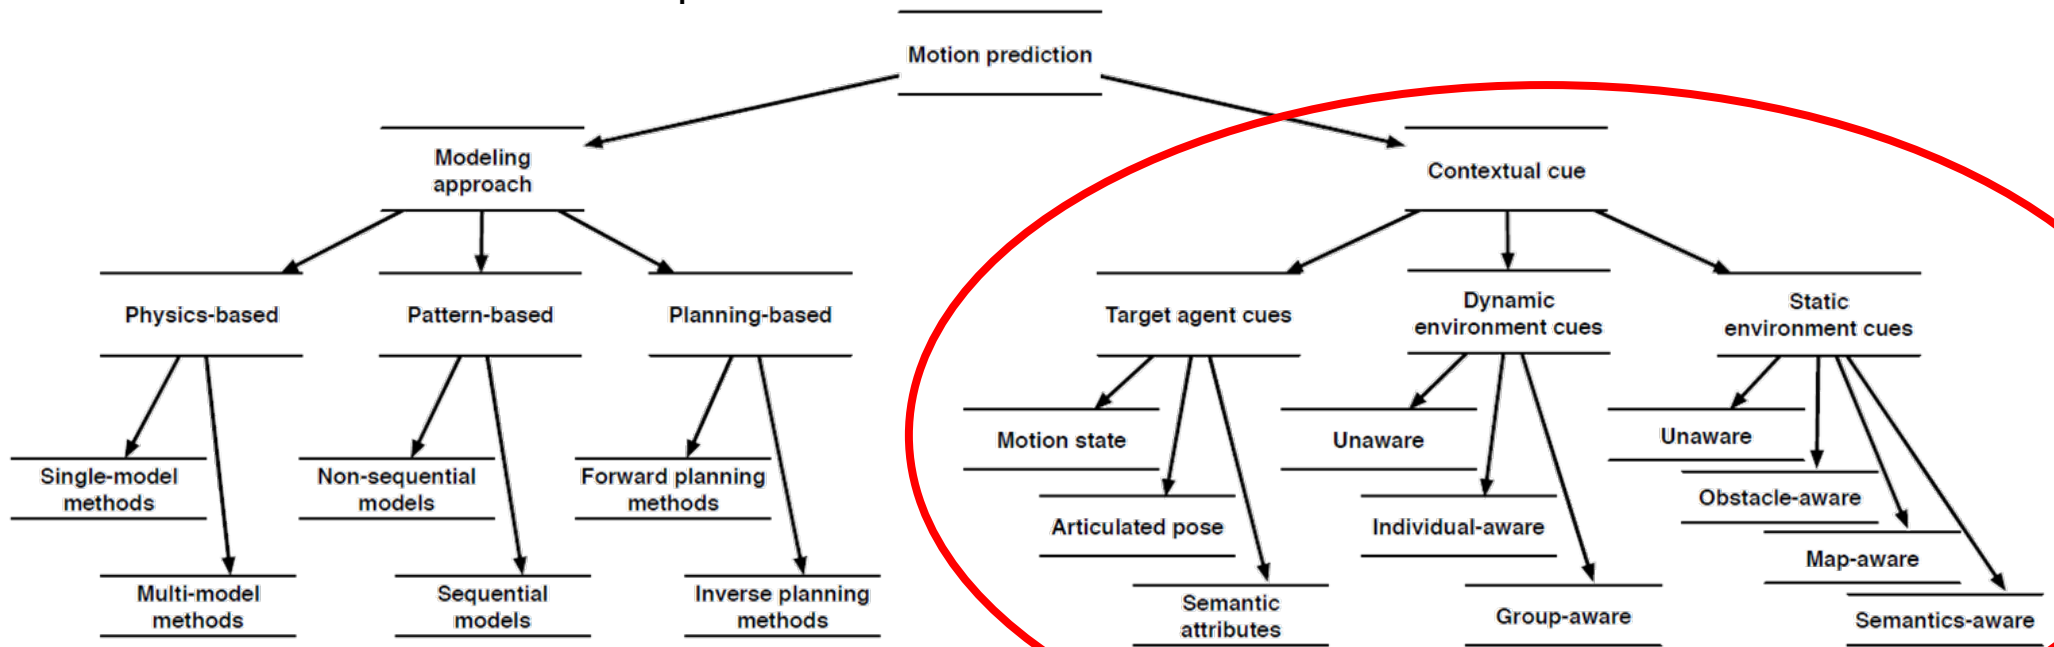 Motion prediction
Modeling
approach
Contextual cue
Physics-based
Pattern-based
Planning-based
Target agent cues
Dynamic
environment cues
Static
environment cues
Single-model
methods
Multi-model
methods
Non-sequential
models
Sequential
models
Forward planning
methods
Inverse planning
methods
Motion state
Articulated pose
Semantic
attributes
Unaware
Individual-aware
Group-aware
Unaware
Obstacle-aware
Map-aware
Semantics-aware